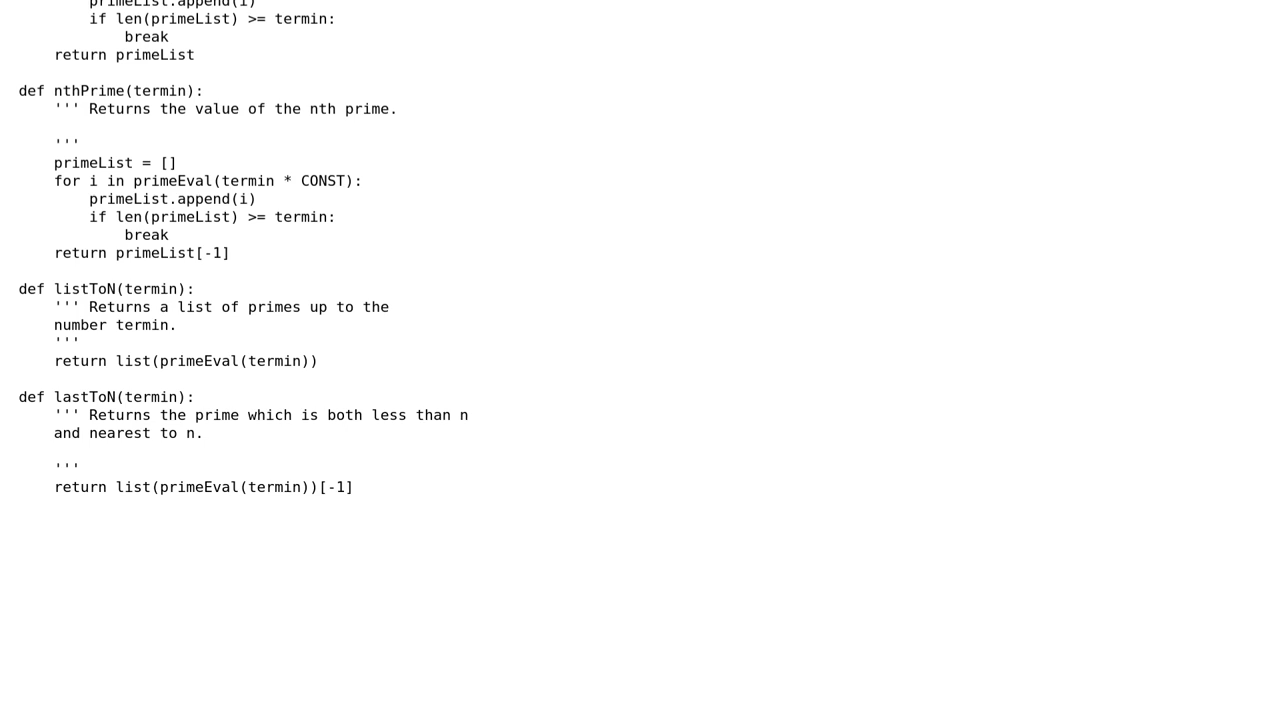 primeList.append(i)
        if len(primeList) >= termin:
            break
    return primeList

def nthPrime(termin):
    ''' Returns the value of the nth prime.

    '''
    primeList = []
    for i in primeEval(termin * CONST):
        primeList.append(i)
        if len(primeList) >= termin:
            break
    return primeList[-1]

def listToN(termin):
    ''' Returns a list of primes up to the
    number termin.
    '''
    return list(primeEval(termin))

def lastToN(termin):
    ''' Returns the prime which is both less than n
    and nearest to n.

    '''
    return list(primeEval(termin))[-1]